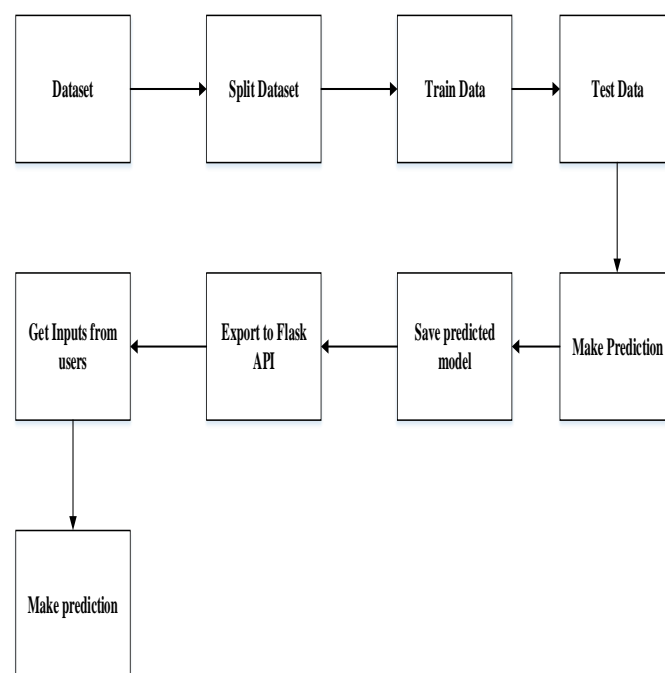 Dataset
Split Dataset
Train Data
Test Data
Get Inputs from
users
Export to Flask
API
Save predicted
model
Make Prediction
Make prediction